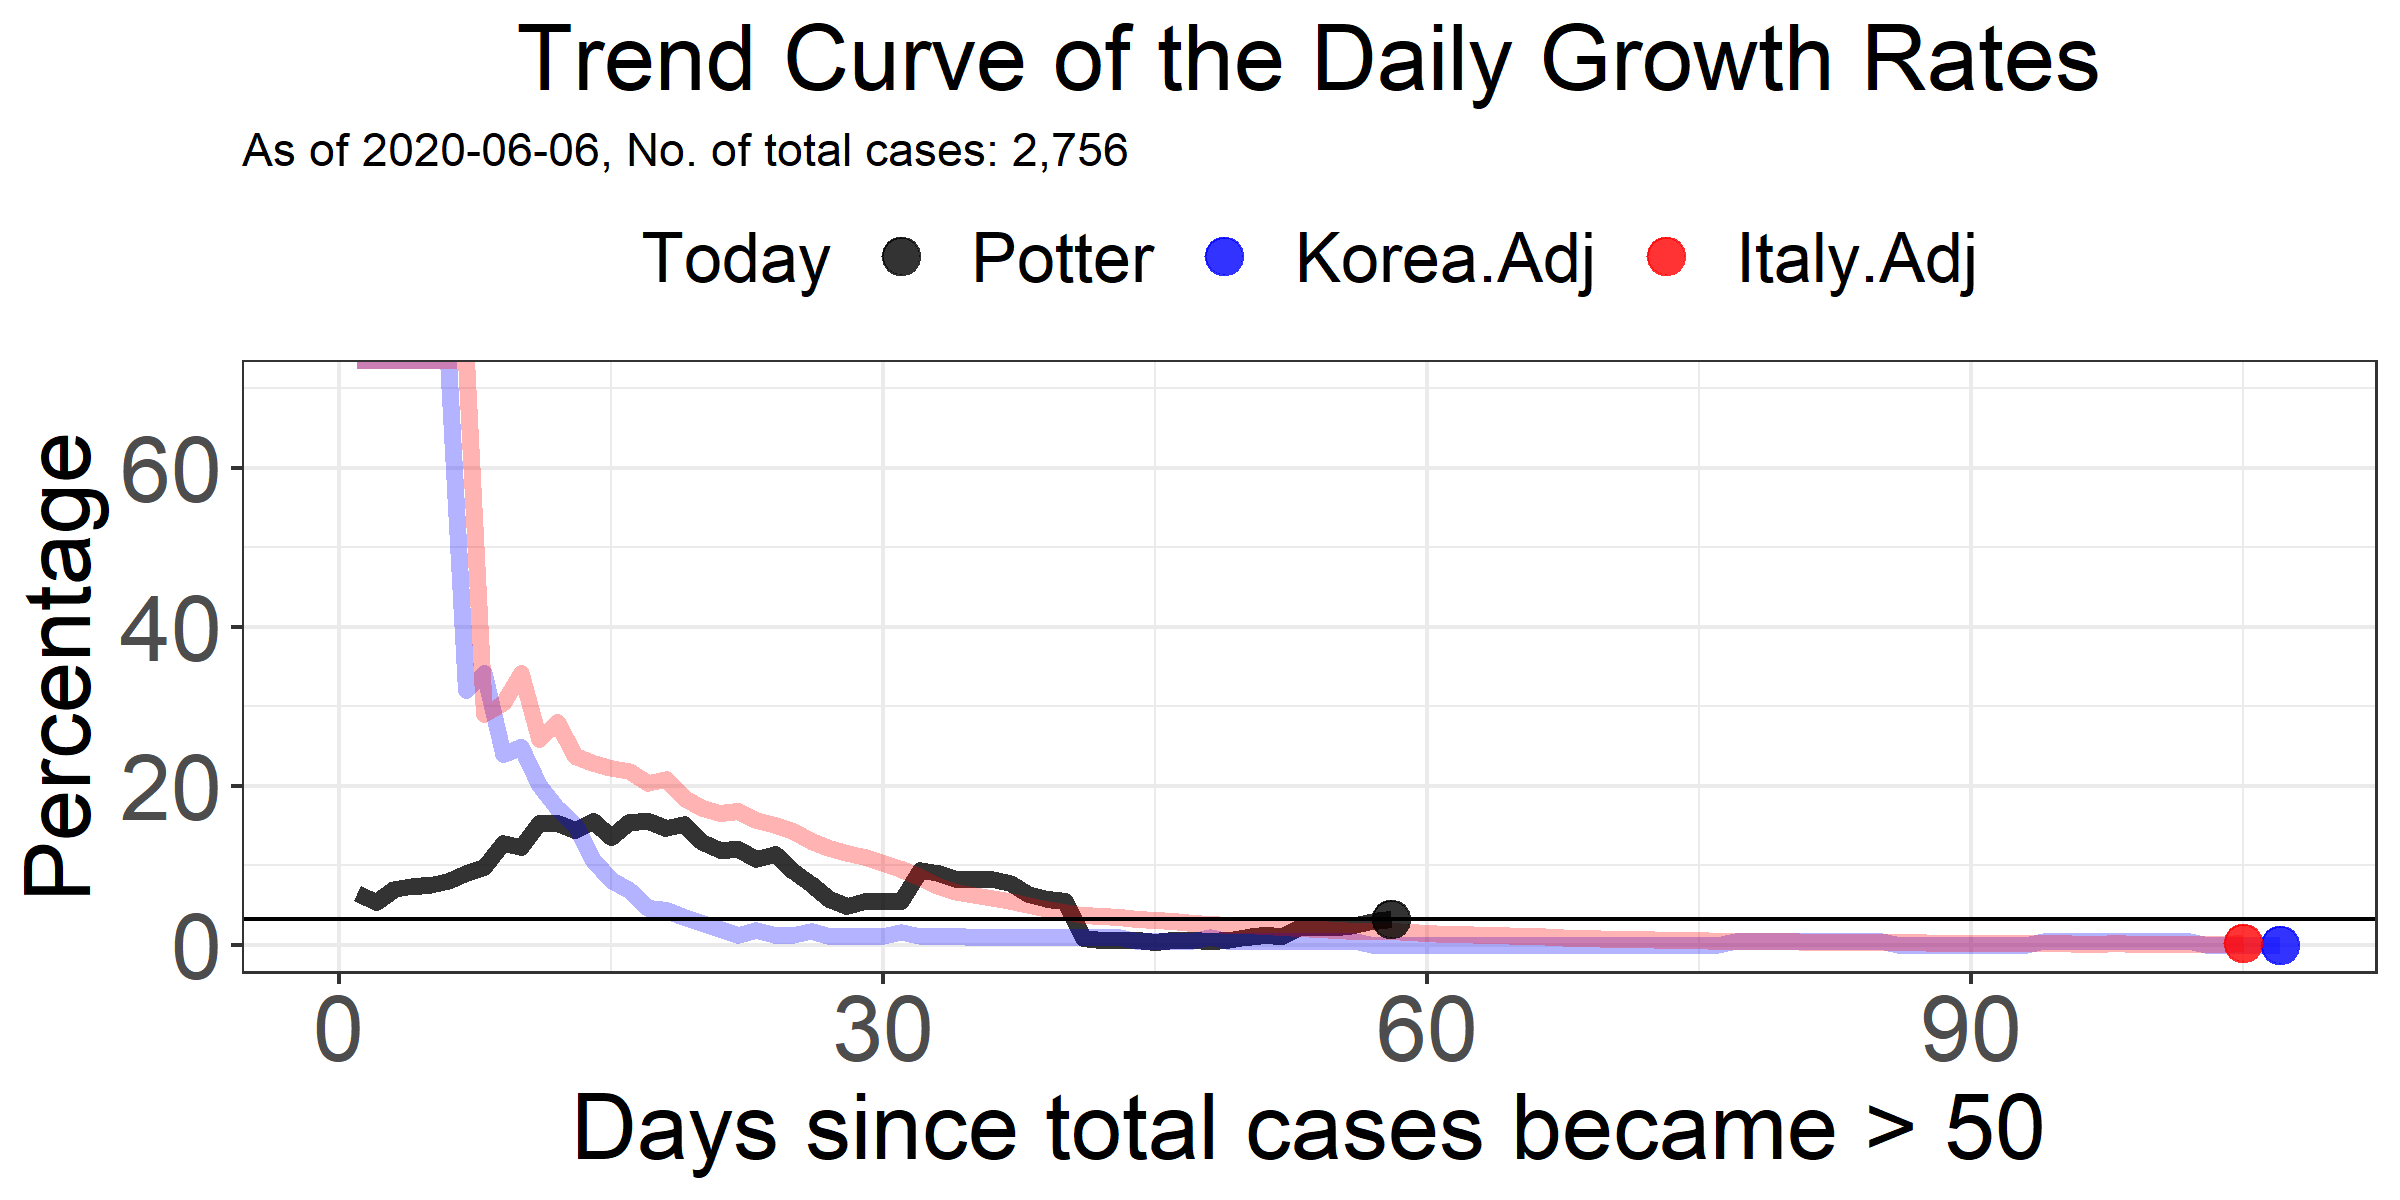 Trend Curve of the Daily Growth Rates
As of 2020-06-06, No. of total cases: 2,756
Today Potter Korea.Adj Italy.Adj
Percentage
60
40
20
0
0 30 60 90
Days since total cases became > 50